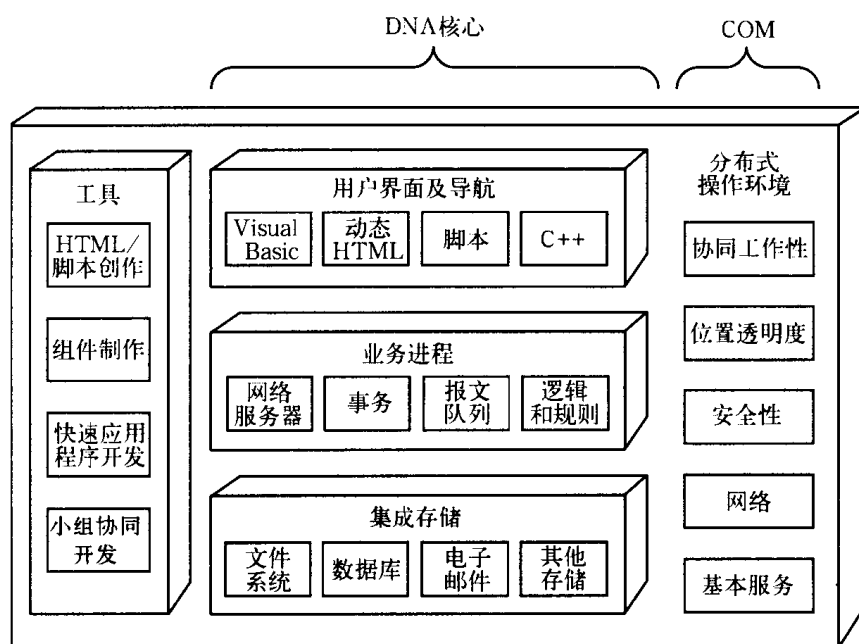 DNA核心
COM
工具
HTML/
脚本创作
组件制作
快速应用
程序开发
小组协同
开发
用户界面及导航
Visual
Basic
动态
HTML
脚本
C++
业务进程
网络
服务器
事务
报文
队列
逻辑
和规则
集成存储
文件
系统
数据库
电子
邮件
其他
存储
分布式
操作环境
协同工作性
位置透明度
安全性
网络
基本服务